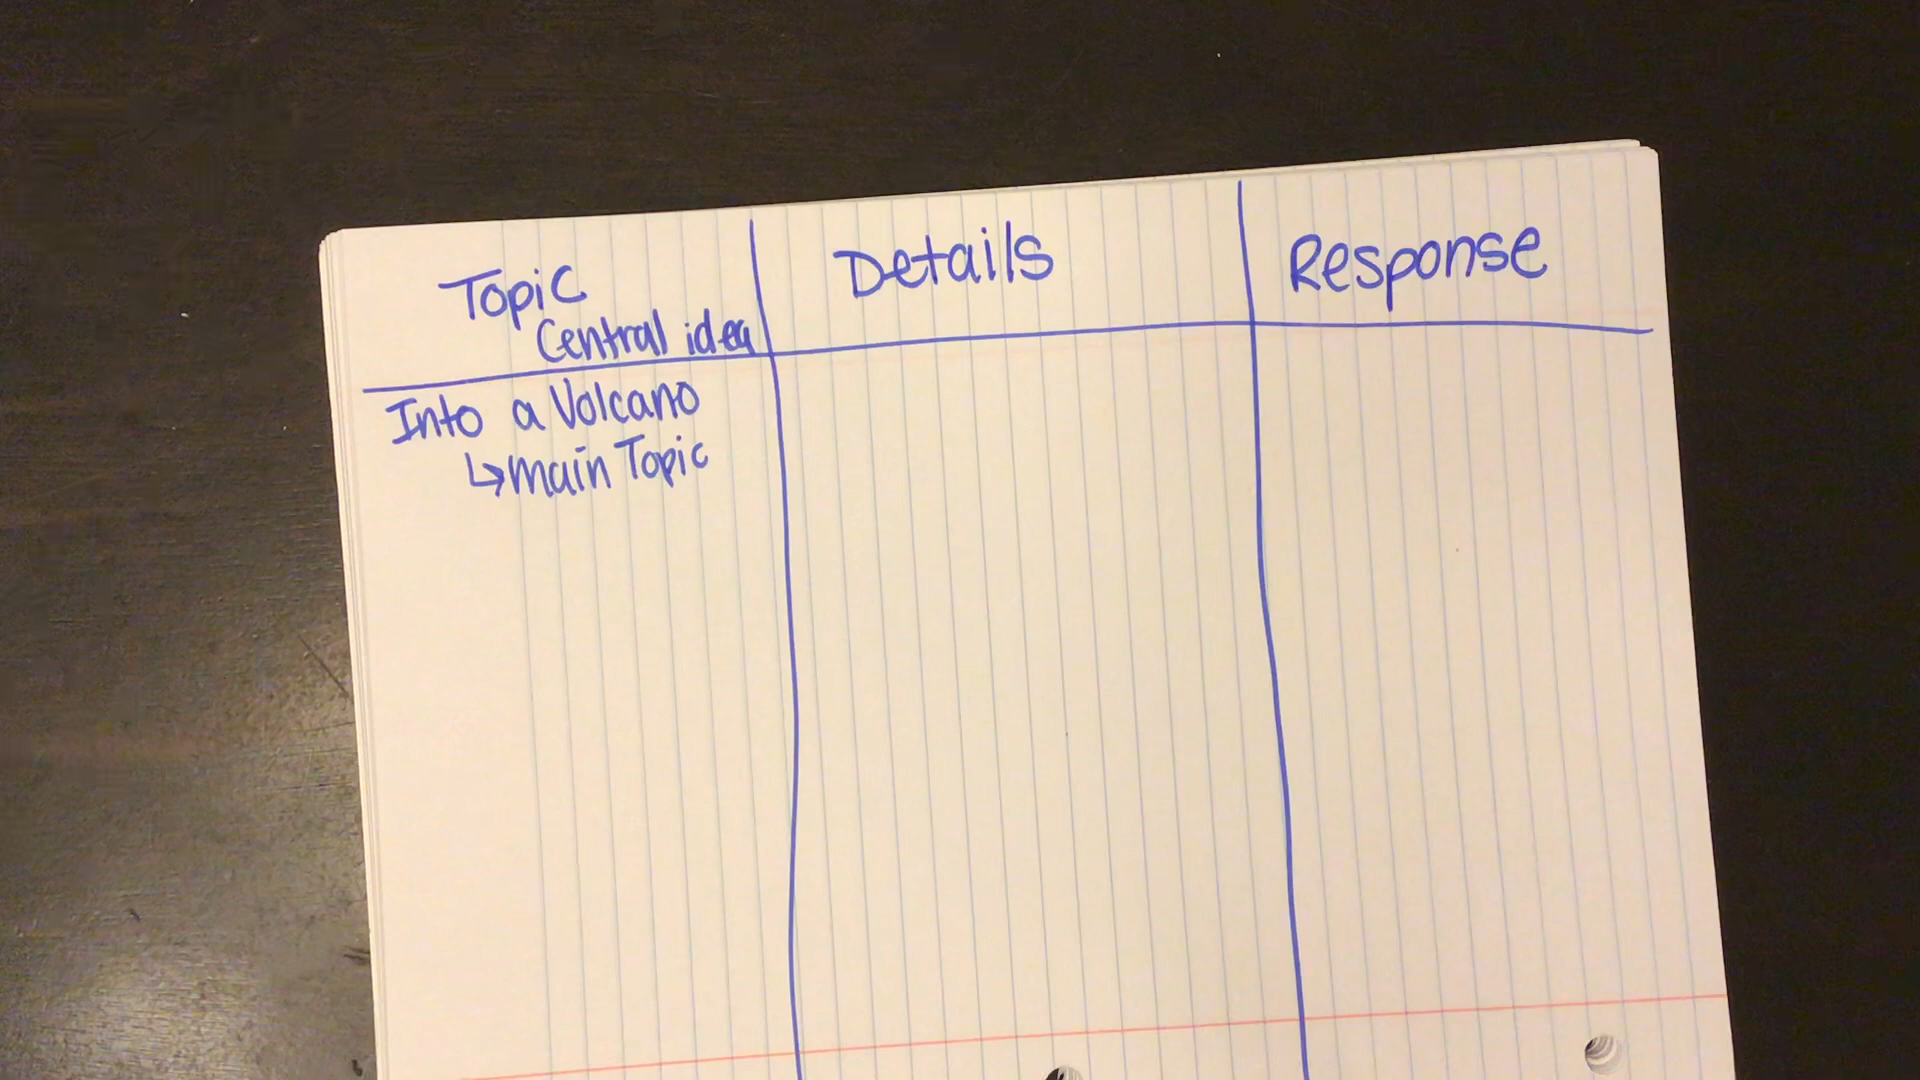 Topic
Central idea
Details
Response
Into a Volcano
↳ main Topic